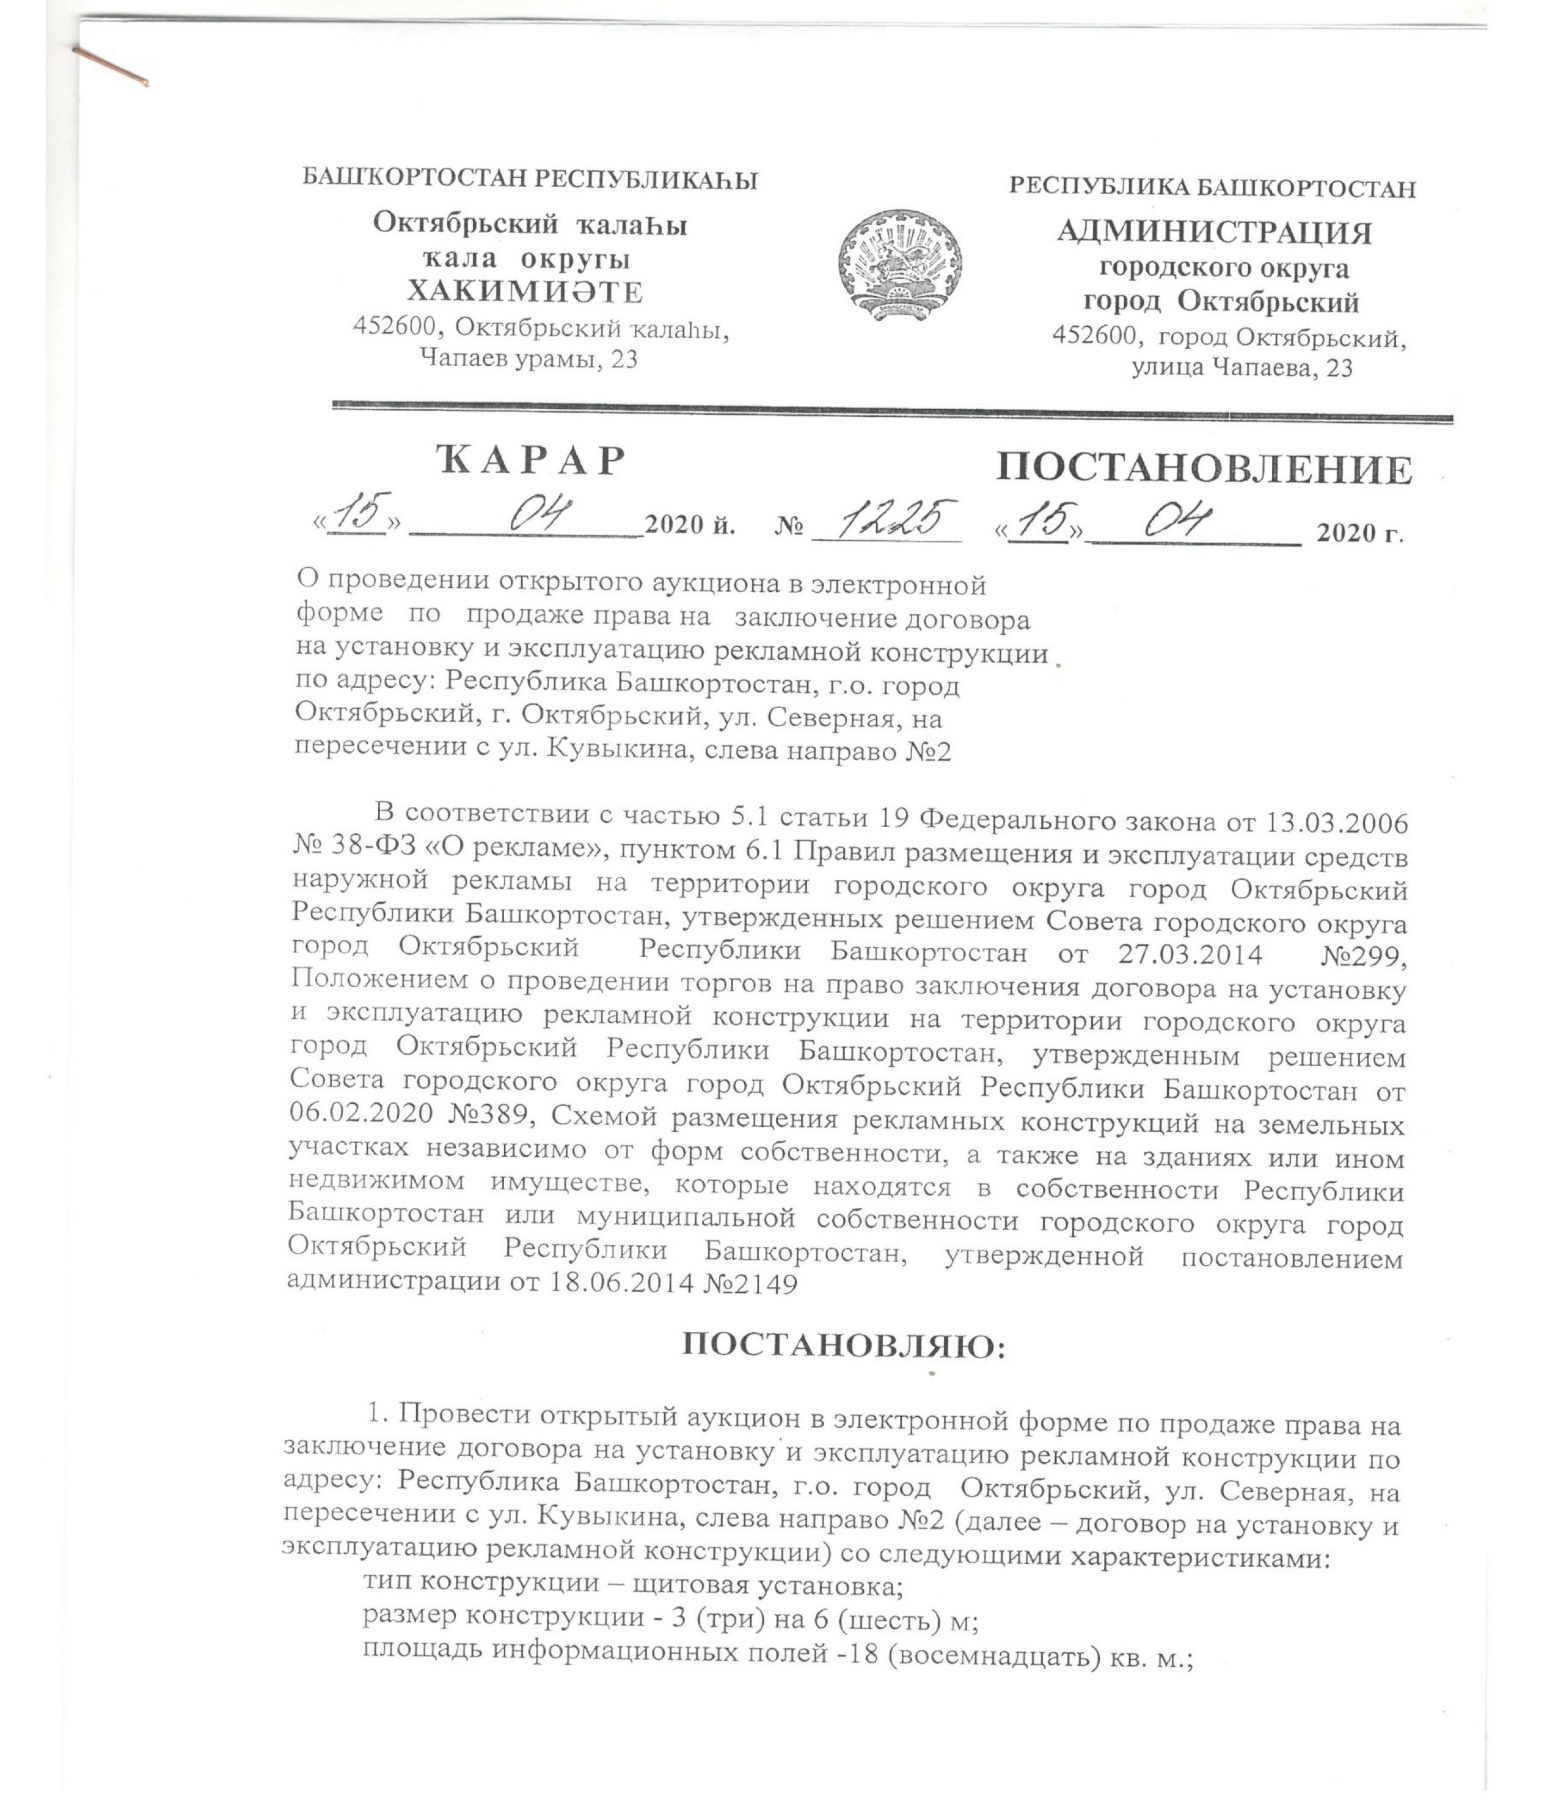 БАШҠОРТОСТАН РЕСПУБЛИКАҺЫ
Октябрьский ҡалаҺы
ҡала округы
ХАКИМИӘТЕ
452600, Октябрьский ҡалаһы,
Чапаев урамы, 23
РЕСПУБЛИКА БАШКОРТОСТАН
АДМИНИСТРАЦИЯ
городского округа
город Октябрьский
452600, город Октябрьский,
улица Чапаева, 23
ҠАРАР
ПОСТАНОВЛЕНИЕ
«15» 04 2020 й. № 1225 «15» 04 2020 г.
О проведении открытого аукциона в электронной
форме по продаже права на заключение договора
на установку и эксплуатацию рекламной конструкции
по адресу: Республика Башкортостан, г.о. город
Октябрьский, г. Октябрьский, ул. Северная, на
пересечении с ул. Кувыкина, слева направо №2
В соответствии с частью 5.1 статьи 19 Федерального закона от 13.03.2006
№ 38-ФЗ «О рекламе», пунктом 6.1 Правил размещения и эксплуатации средств
наружной рекламы на территории городского округа город Октябрьский
Республики Башкортостан, утвержденных решением Совета городского округа
город Октябрьский Республики Башкортостан от 27.03.2014 №299,
Положением о проведении торгов на право заключения договора на установку
и эксплуатацию рекламной конструкции на территории городского округа
город Октябрьский Республики Башкортостан, утвержденным решением
Совета городского округа город Октябрьский Республики Башкортостан от
06.02.2020 №389, Схемой размещения рекламных конструкций на земельных
участках независимо от форм собственности, а также на зданиях или ином
недвижимом имуществе, которые находятся в собственности Республики
Башкортостан или муниципальной собственности городского округа город
Октябрьский Республики Башкортостан, утвержденной постановлением
администрации от 18.06.2014 №2149
ПОСТАНОВЛЯЮ:
1. Провести открытый аукцион в электронной форме по продаже права на
заключение договора на установку и эксплуатацию рекламной конструкции по
адресу: Республика Башкортостан, г.о. город Октябрьский, ул. Северная, на
пересечении с ул. Кувыкина, слева направо №2 (далее – договор на установку и
эксплуатацию рекламной конструкции) со следующими характеристиками:
тип конструкции – щитовая установка;
размер конструкции - 3 (три) на 6 (шесть) м;
площадь информационных полей -18 (восемнадцать) кв. м.;